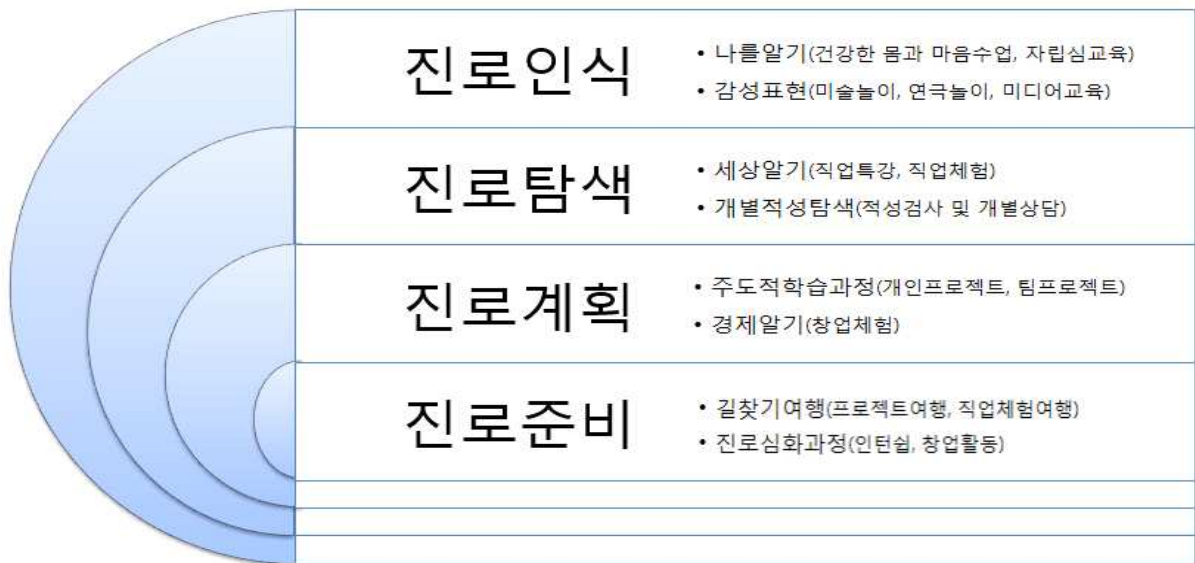 진로인식
• 나를알기(건강한 몸과 마음수업, 자립심교육)
• 감성표현(미술놀이, 연극놀이, 미디어교육)
진로탐색
• 세상알기(직업특강, 직업체험)
• 개별적성탐색(적성검사 및 개별상담)
진로계획
• 주도적학습과정(개인프로젝트, 팀프로젝트)
• 경제알기(창업체험)
진로준비
• 길찾기여행(프로젝트여행, 직업체험여행)
• 진로심화과정(인턴쉽, 창업활동)